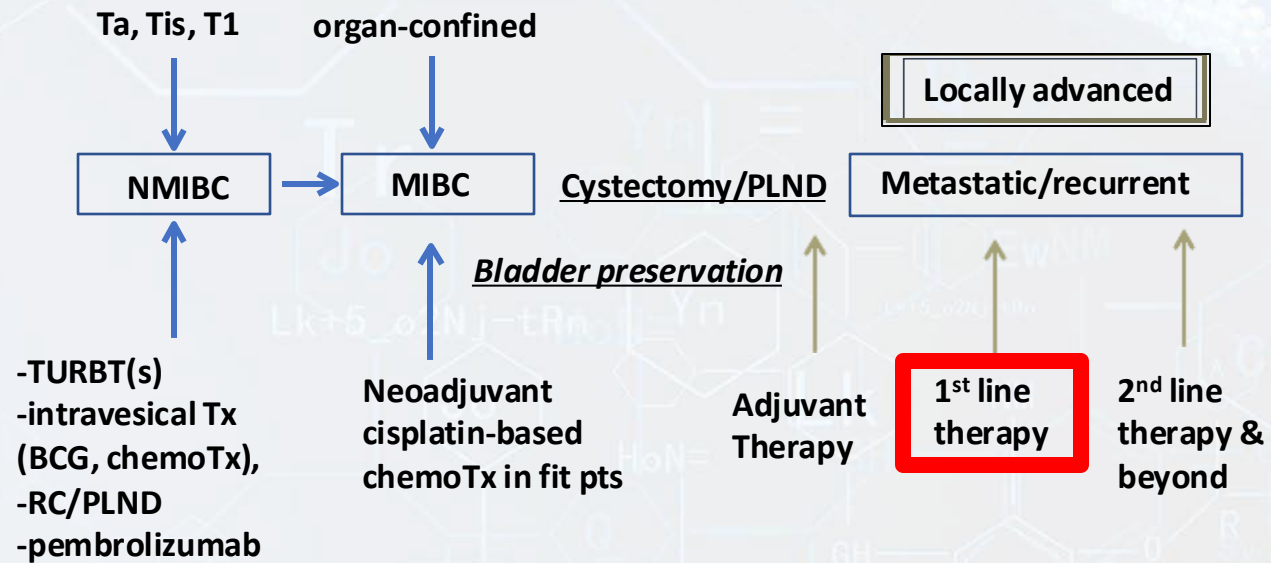 Ta, Tis, T1
organ-confined
Locally advanced
NMIBC
MIBC
Cystectomy/PLND
Metastatic/recurrent
Bladder preservation
-TURBT(s)
-intravesical Tx
(BCG, chemoTx),
-RC/PLND
-pembrolizumab
Neoadjuvant
cisplatin-based
chemoTx in fit pts
Adjuvant
Therapy
1st line
therapy
2nd line
therapy &
beyond